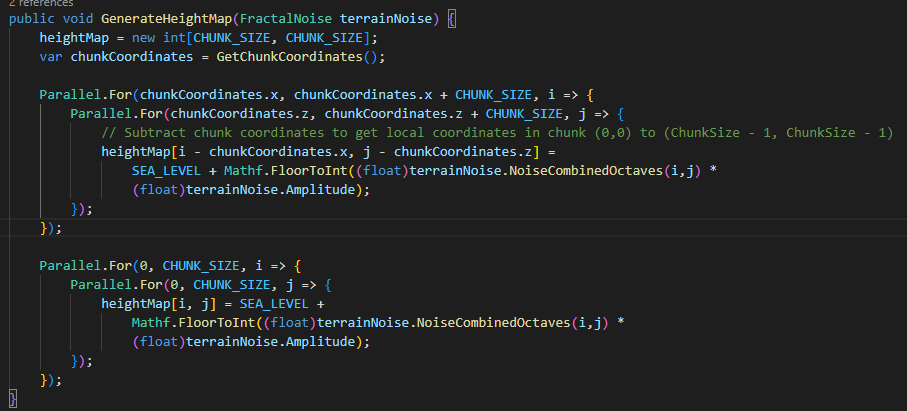 2 references
public void GenerateHeightMap(FractalNoise terrainNoise) {
heightMap = new int[CHUNK_SIZE, CHUNK_SIZE];
var chunkCoordinates = GetChunkCoordinates();
Parallel.For(chunkCoordinates.x, chunkCoordinates.x + CHUNK_SIZE, i => {
Parallel.For(chunkCoordinates.z, chunkCoordinates.z + CHUNK_SIZE, j => {
// Subtract chunk coordinates to get local coordinates in chunk (0,0) to (ChunkSize - 1, ChunkSize - 1)
heightMap[i - chunkCoordinates.x, j - chunkCoordinates.z] =
SEA_LEVEL + Mathf.FloorToInt((float)terrainNoise.NoiseCombinedOctaves(i,j) *
(float)terrainNoise.Amplitude);
});
});
Parallel.For(0, CHUNK_SIZE, i => {
Parallel.For(0, CHUNK_SIZE, j => {
heightMap[i, j] = SEA_LEVEL +
Mathf.FloorToInt((float)terrainNoise.NoiseCombinedOctaves(i,j) *
(float)terrainNoise.Amplitude);
});
});
}